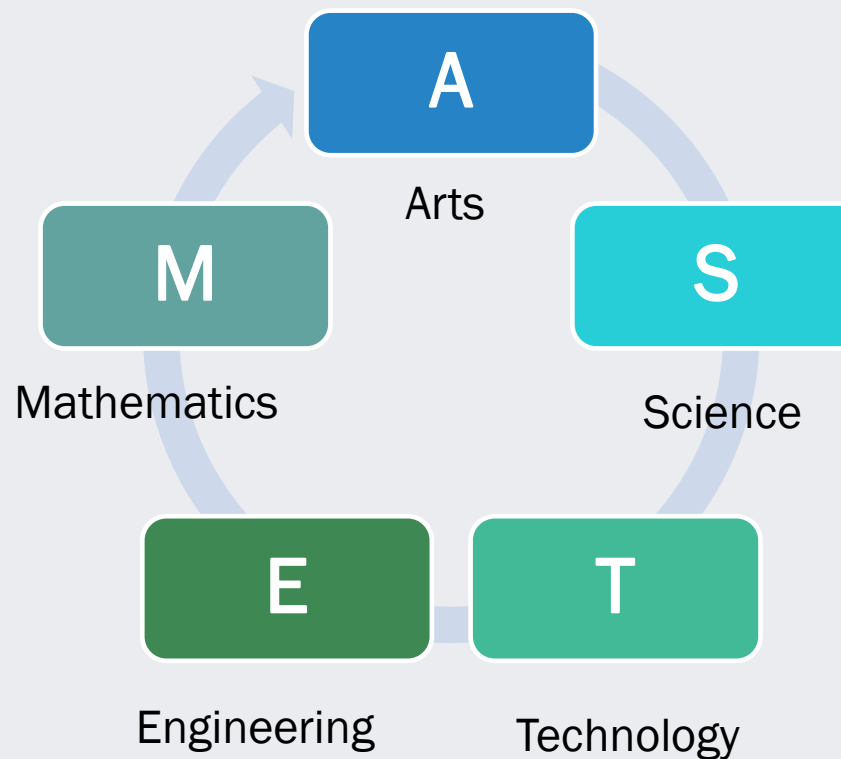 A
Arts
M
S
Mathematics
Science
E
T
Engineering
Technology